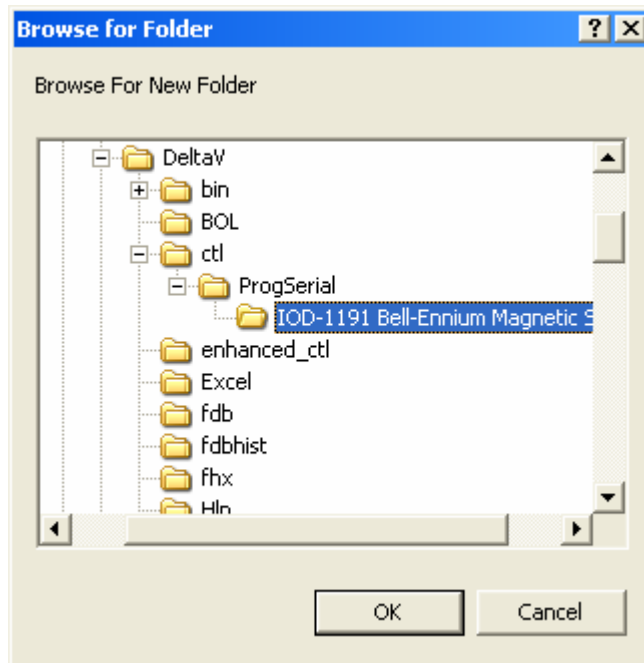 Browse for Folder
Browse For New Folder
DeltaV
bin
BOL
ctl
ProgSerial
IOD-1191 Bell-Ennium Magnetic S
enhanced_ctl
Excel
fdb
fdbhist
fhx
Hln
OK Cancel